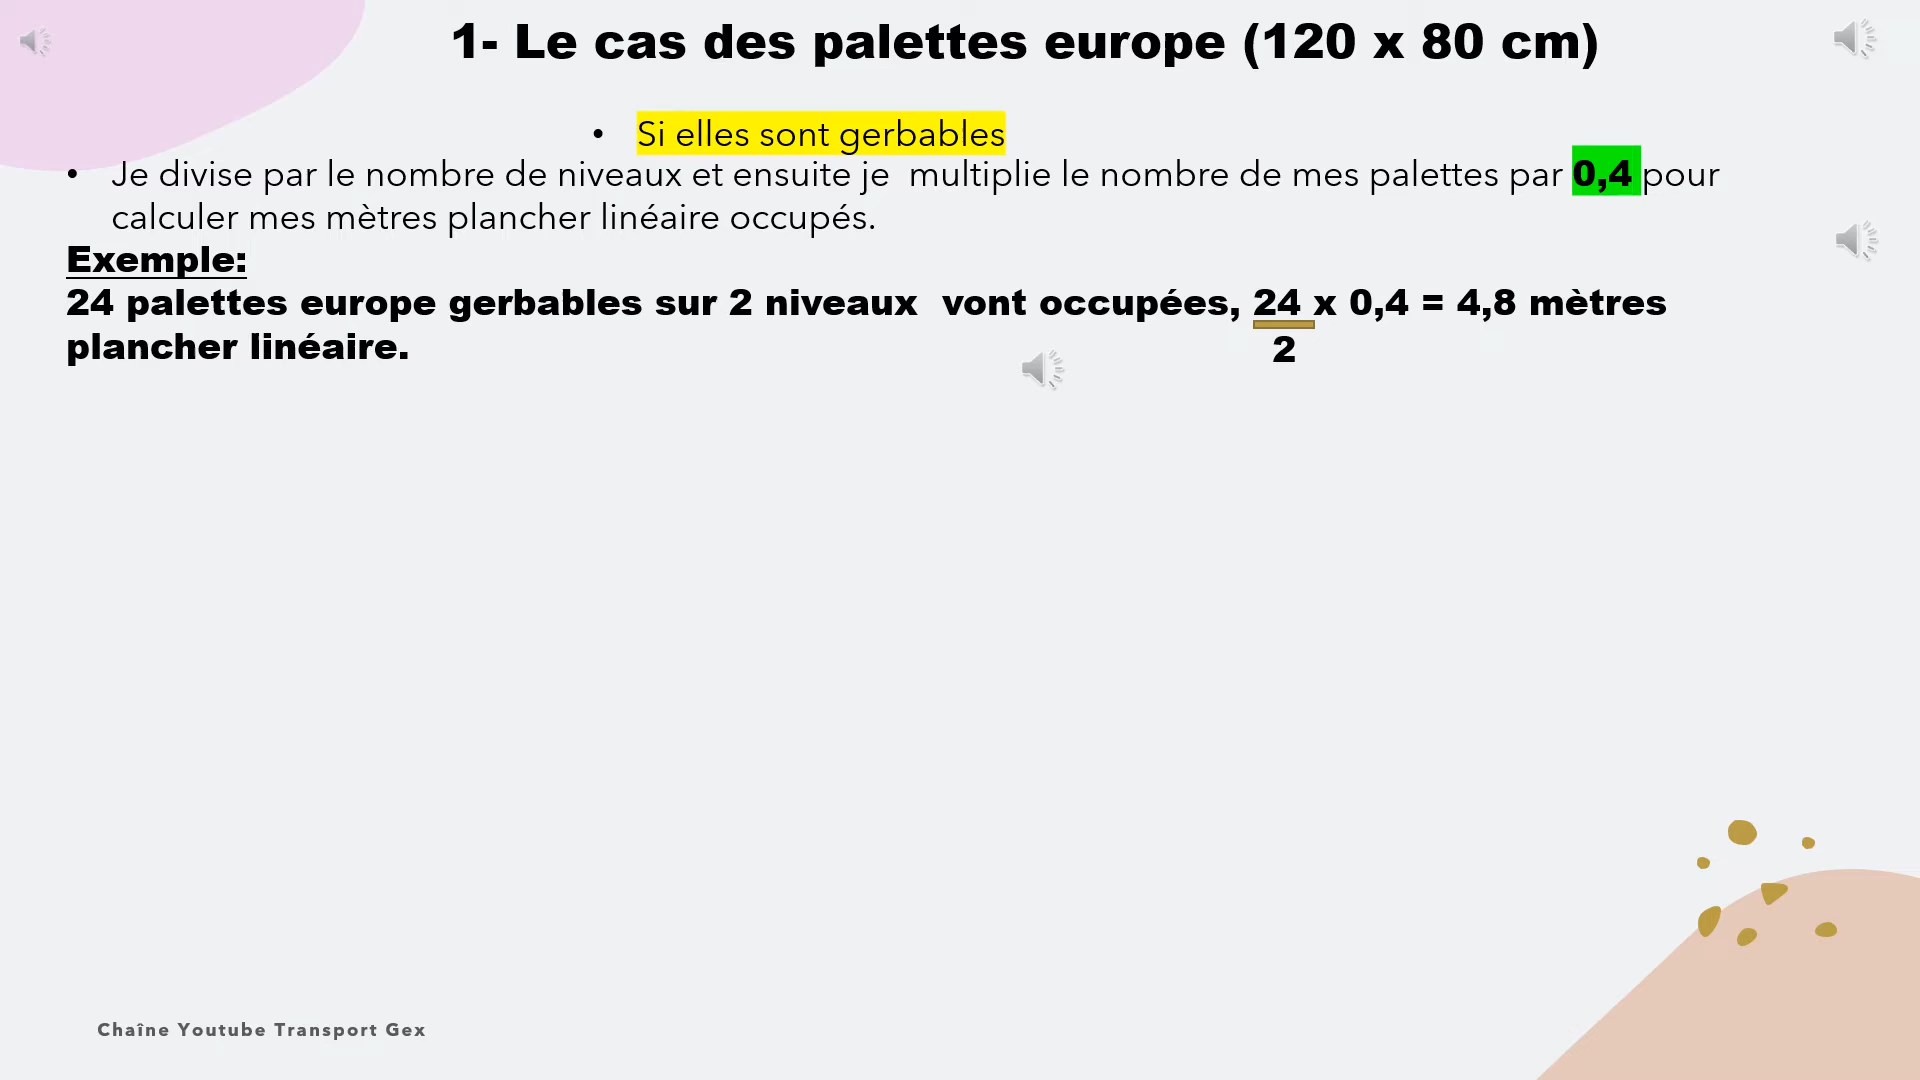 1- Le cas des palettes europe (120 x 80 cm)
• Si elles sont gerbables
• Je divise par le nombre de niveaux et ensuite je  multiplie le nombre de mes palettes par 0,4 pour
calculer mes mètres plancher linéaire occupés.
Exemple:
24 palettes europe gerbables sur 2 niveaux  vont occupées, 24 x 0,4 = 4,8 mètres
plancher linéaire.
2
Chaîne Youtube Transport Gex